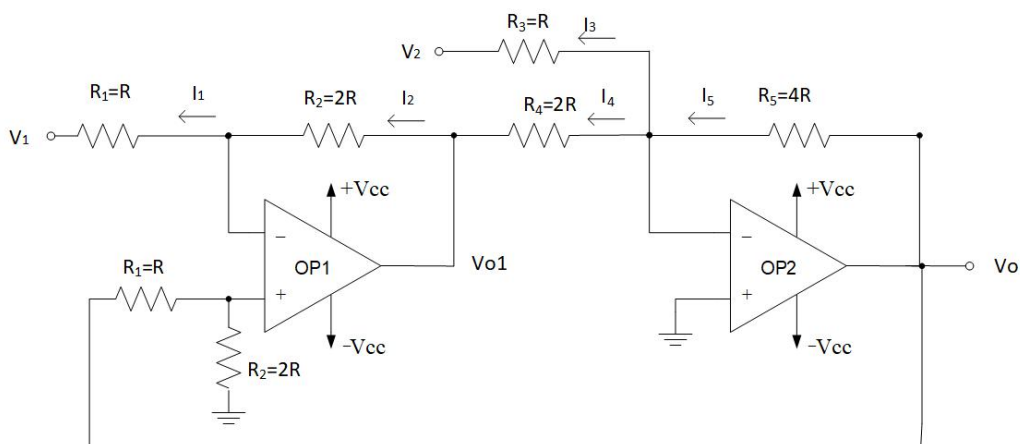 R₃=R
I₃
V₂
R₁=R
I₁
R₂=2R
I₂
R₄=2R
I₄
I₅
R₅=4R
V₁
+Vcc
+Vcc
−
OP1
+
Vo1
−
OP2
+
Vo
R₁=R
-Vcc
-Vcc
R₂=2R